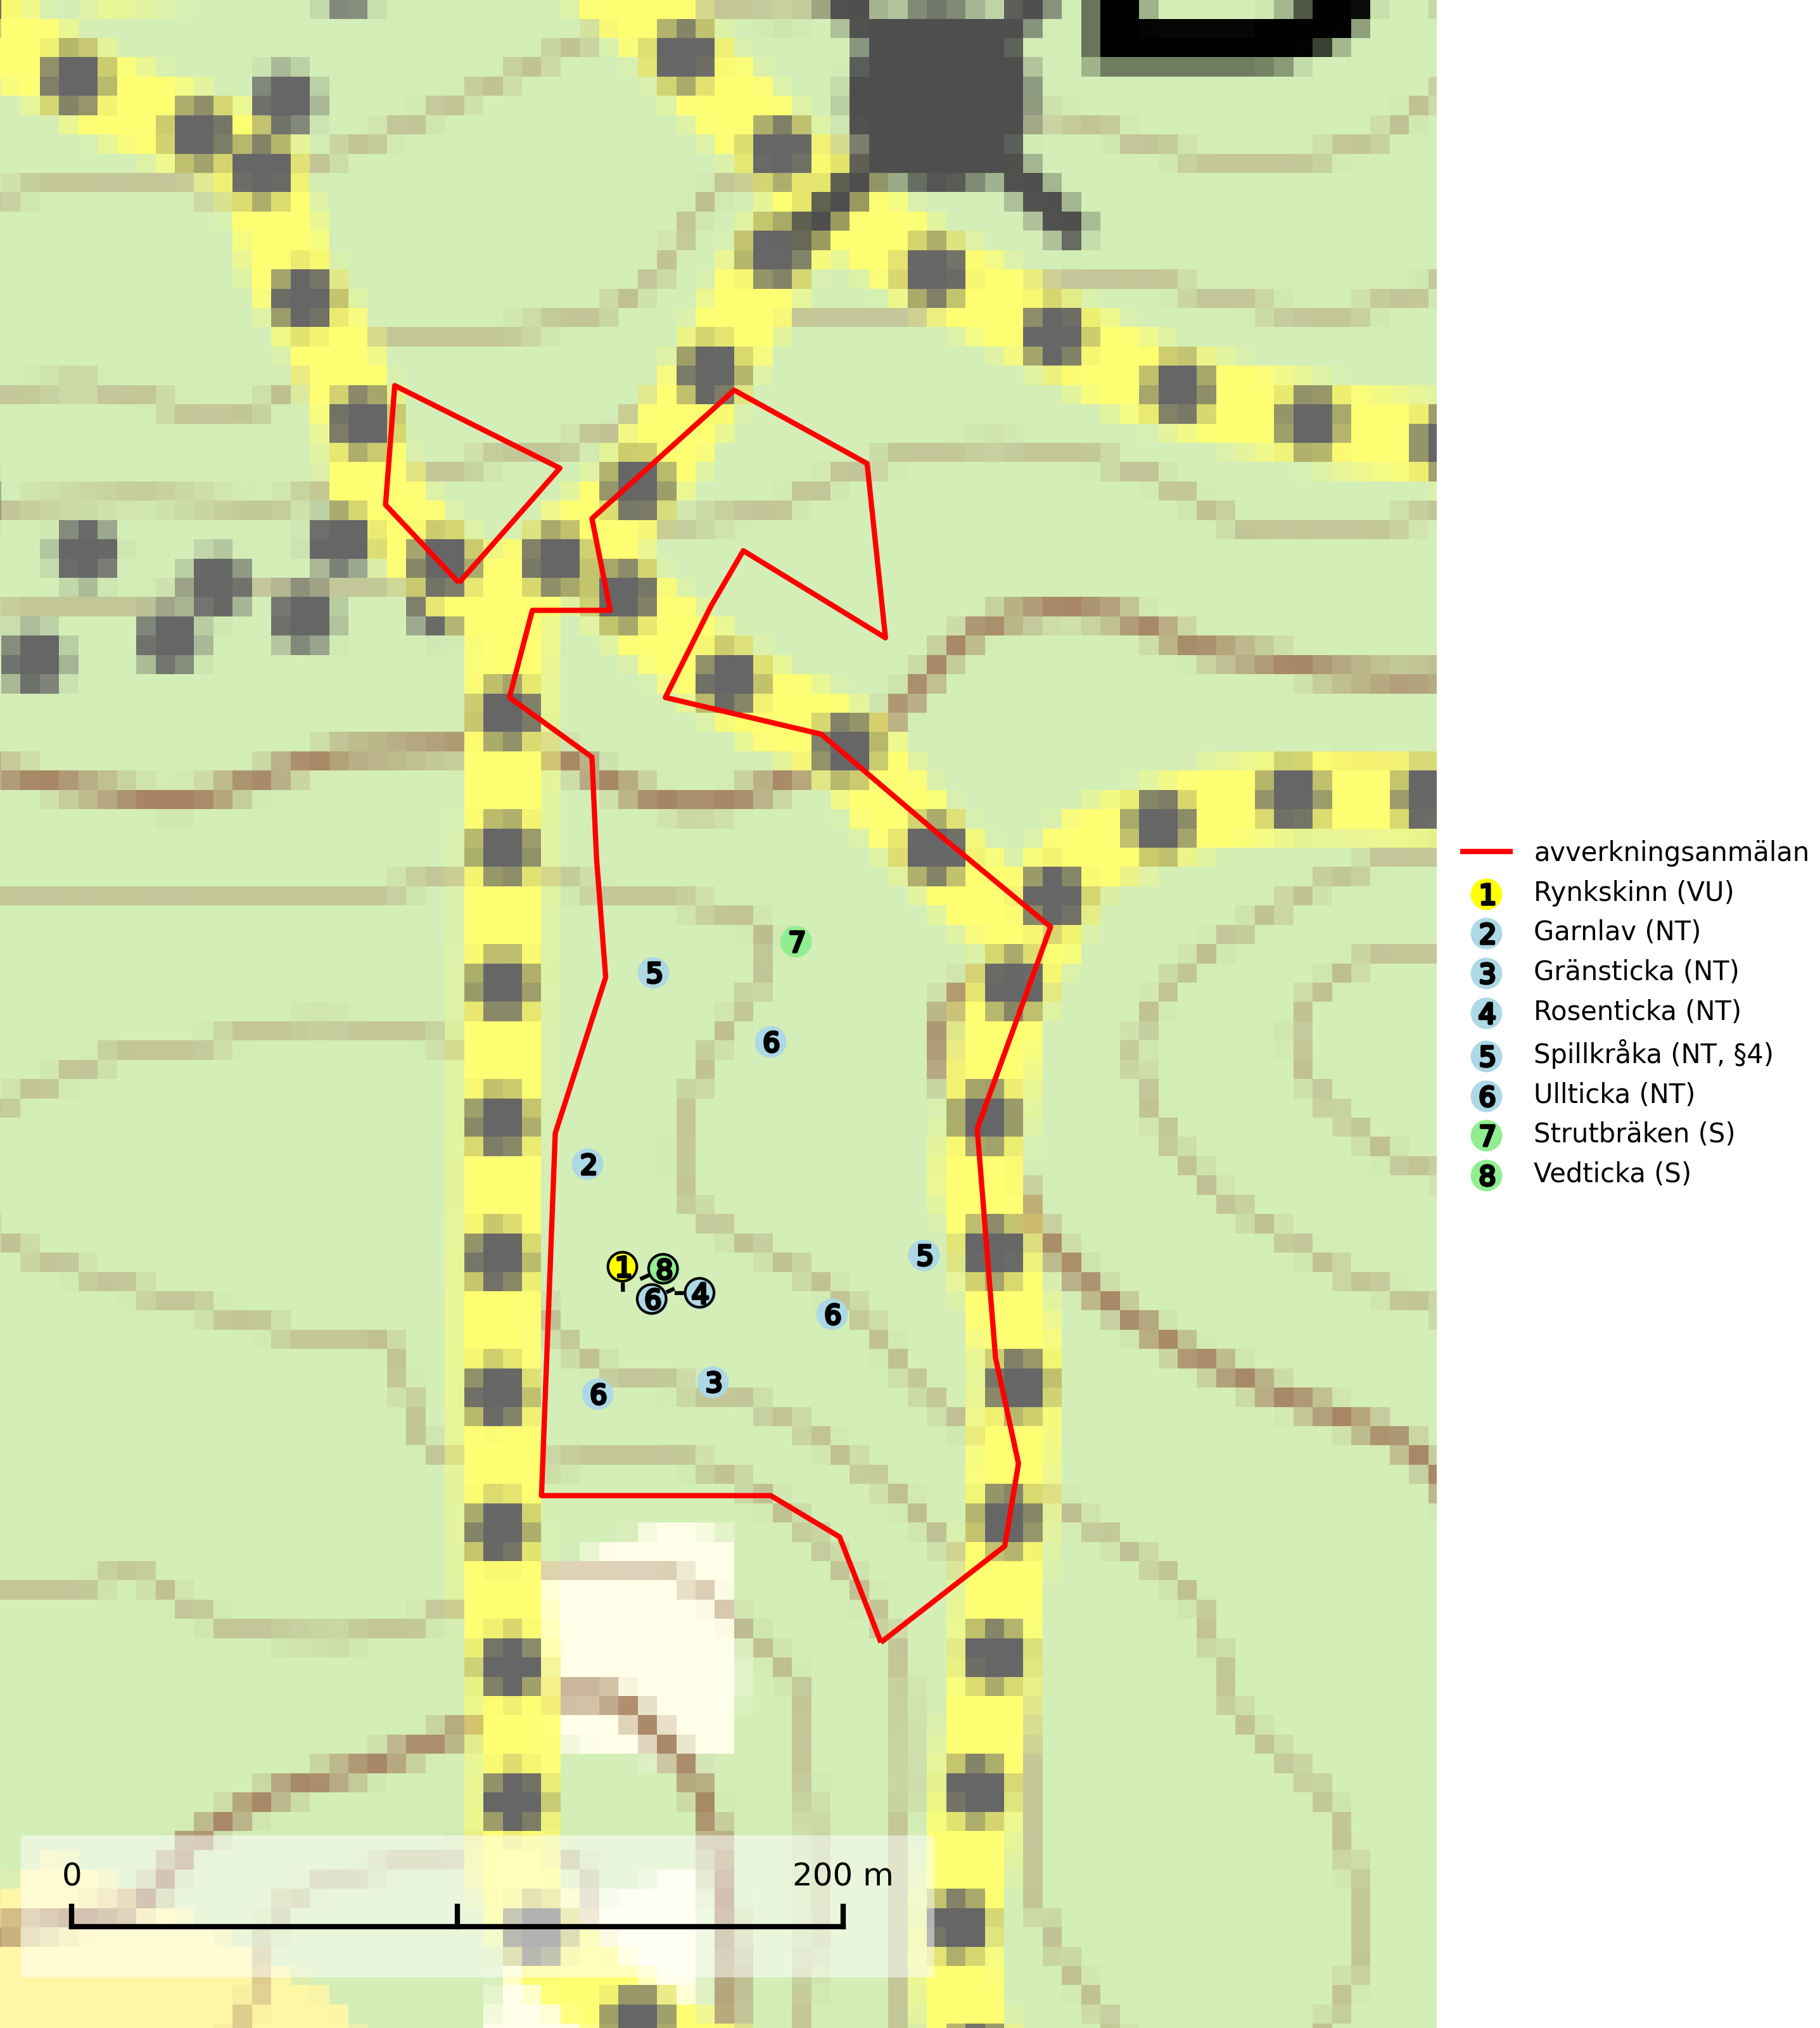 7
5
6
2
5
1
8
6
4
6
3
6
avverkningsanmälan
1 Rynkskinn (VU)
2 Garnlav (NT)
3 Gränsticka (NT)
4 Rosenticka (NT)
5 Spillkråka (NT, §4)
6 Ullticka (NT)
7 Strutbräken (S)
8 Vedticka (S)
0 200 m